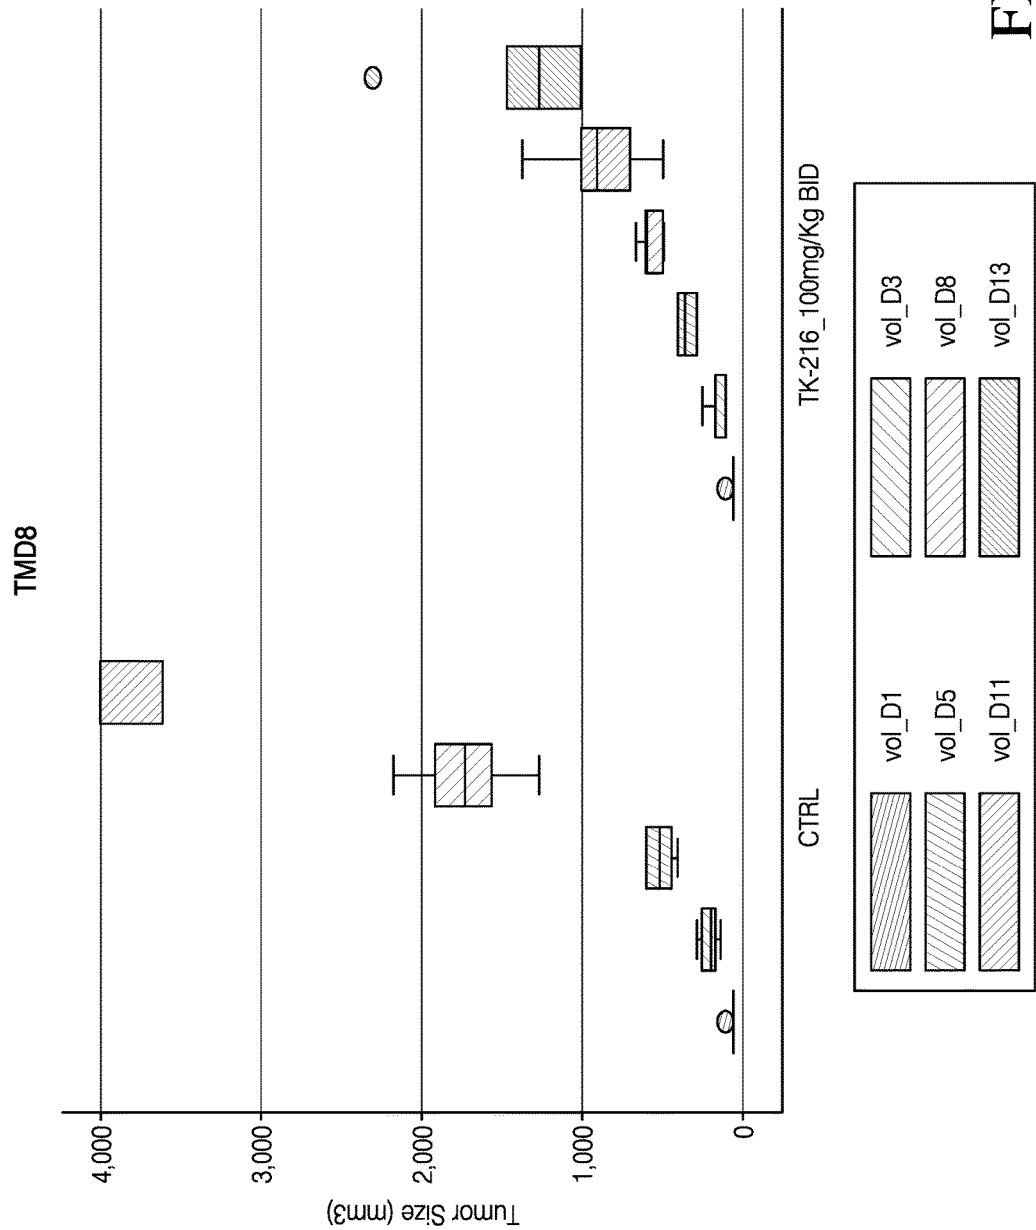 TMD8
4,000
3,000
2,000
1,000
0
Tumor Size (mm3)
CTRL
TK-216_100mg/Kg BID
vol_D1
vol_D3
vol_D5
vol_D8
vol_D11
vol_D13